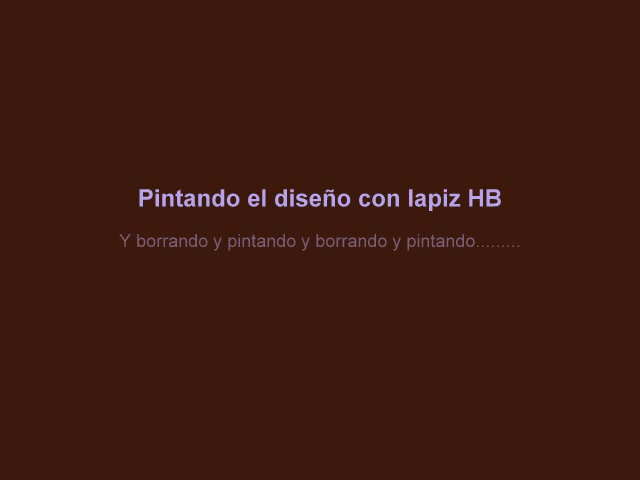 Pintando el diseño con lapiz HB
Y borrando y pintando y borrando y pintando.........